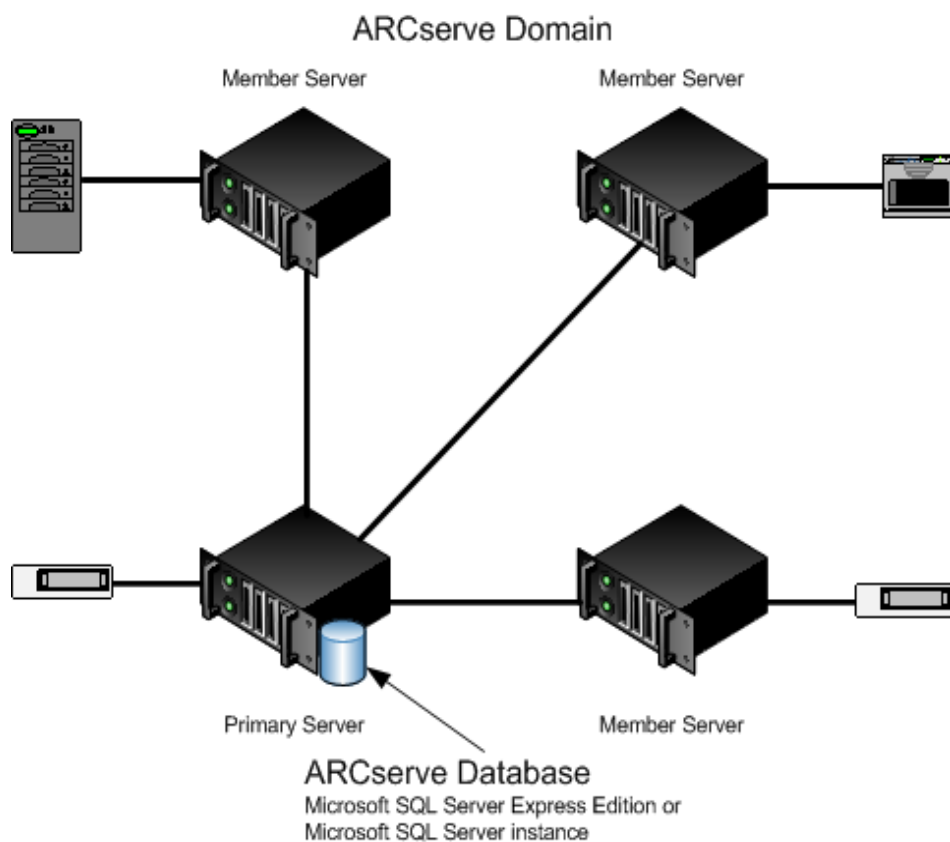 ARCserve Domain
Member Server
Member Server
Primary Server
Member Server
ARCserve Database
Microsoft SQL Server Express Edition or
Microsoft SQL Server instance